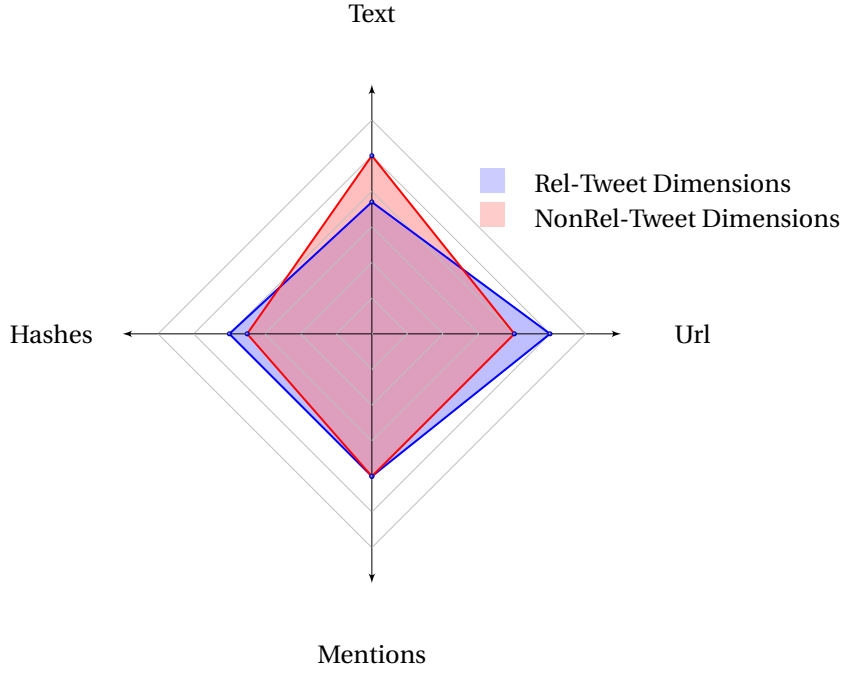 Text
Rel-Tweet Dimensions
NonRel-Tweet Dimensions
Hashes
Url
Mentions